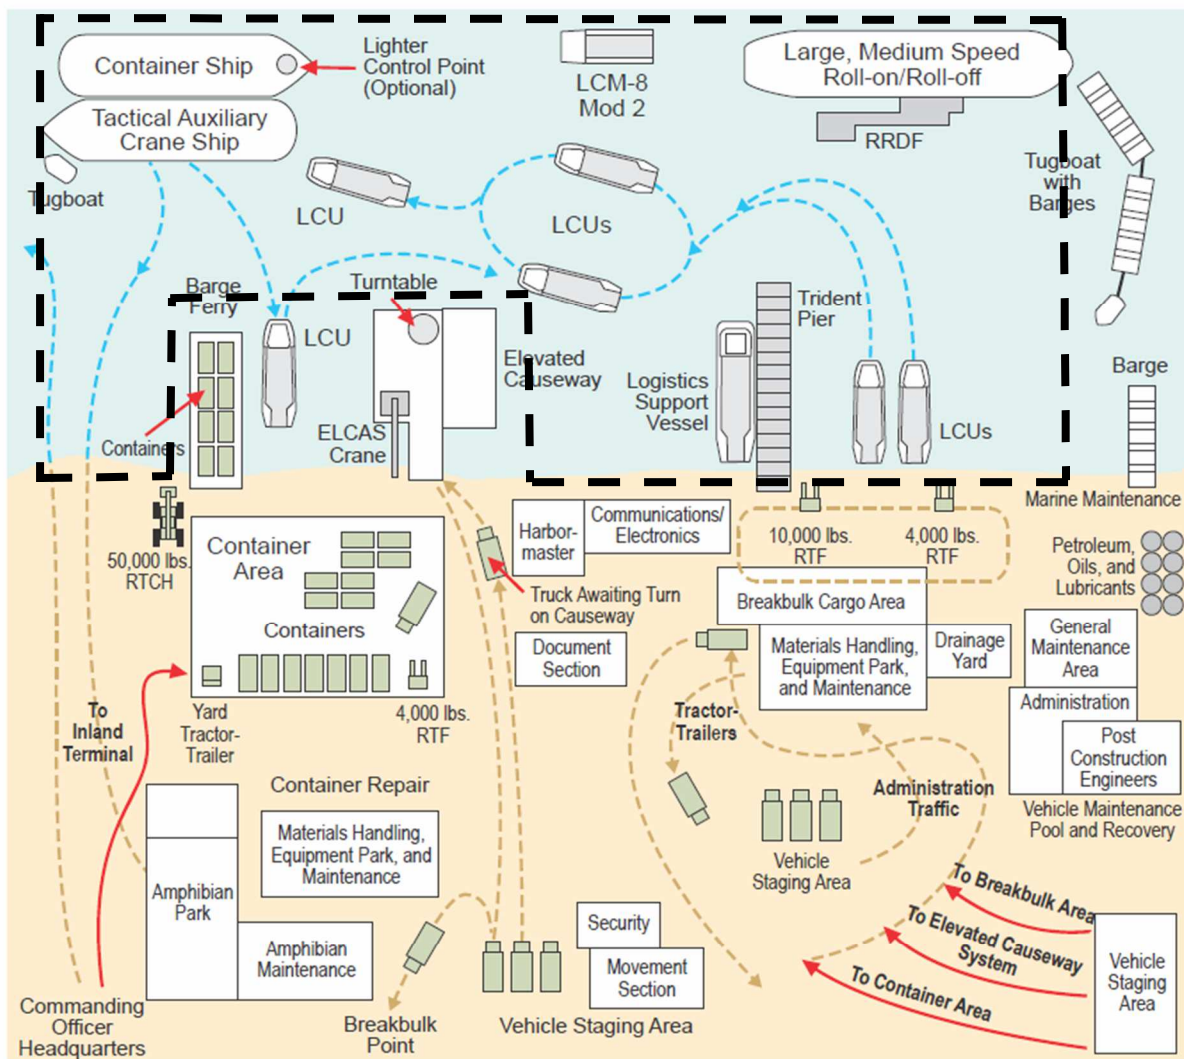 Container Ship
Lighter
Control Point
(Optional)
LCM-8
Mod 2
Large, Medium Speed
Roll-on/Roll-off
Tactical Auxiliary
Crane Ship
RRDF
Tugboat
LCU
LCUs
Tugboat
with
Barges
Barge
Ferry
Turntable
LCU
Trident
Pier
Elevated
Causeway
Logistics
Support
Vessel
Barge
Containers
ELCAS
Crane
LCUs
Marine Maintenance
50,000 lbs.
RTCH
Container
Area
Containers
Harbor-
master
Communications/
Electronics
10,000 lbs.
RTF
4,000 lbs.
RTF
Petroleum,
Oils, and
Lubricants
Truck Awaiting Turn
on Causeway
Breakbulk Cargo Area
Document
Section
Materials Handling,
Equipment Park,
and Maintenance
Drainage
Yard
General
Maintenance
Area
To
Inland
Terminal
Yard
Tractor-
Trailer
4,000 lbs.
RTF
Tractor-
Trailers
Administration
Post
Construction
Engineers
Container Repair
Administration
Traffic
Vehicle Maintenance
Pool and Recovery
Materials Handling,
Equipment Park, and
Maintenance
Vehicle
Staging Area
Amphibian
Park
To Breakbulk Area
Security
To Elevated Causeway
System
Amphibian
Maintenance
Movement
Section
To Container Area
Vehicle
Staging
Area
Commanding
Officer
Headquarters
Breakbulk
Point
Vehicle Staging Area